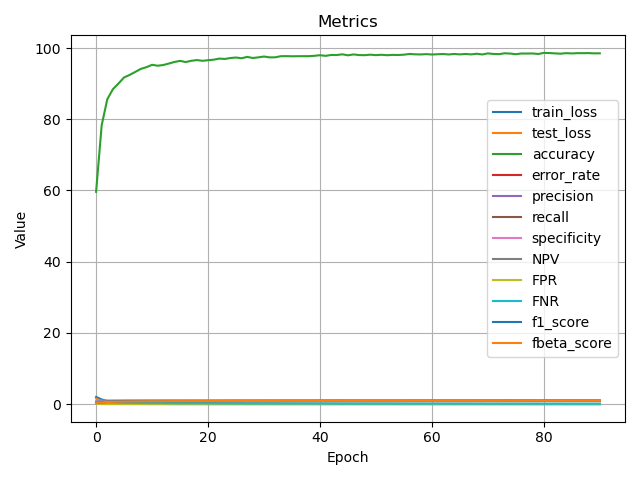 Metrics
100
80
60
40
20
0
Value
train_loss
test_loss
accuracy
error_rate
precision
recall
specificity
NPV
FPR
FNR
f1_score
fbeta_score
0 20 40 60 80
Epoch